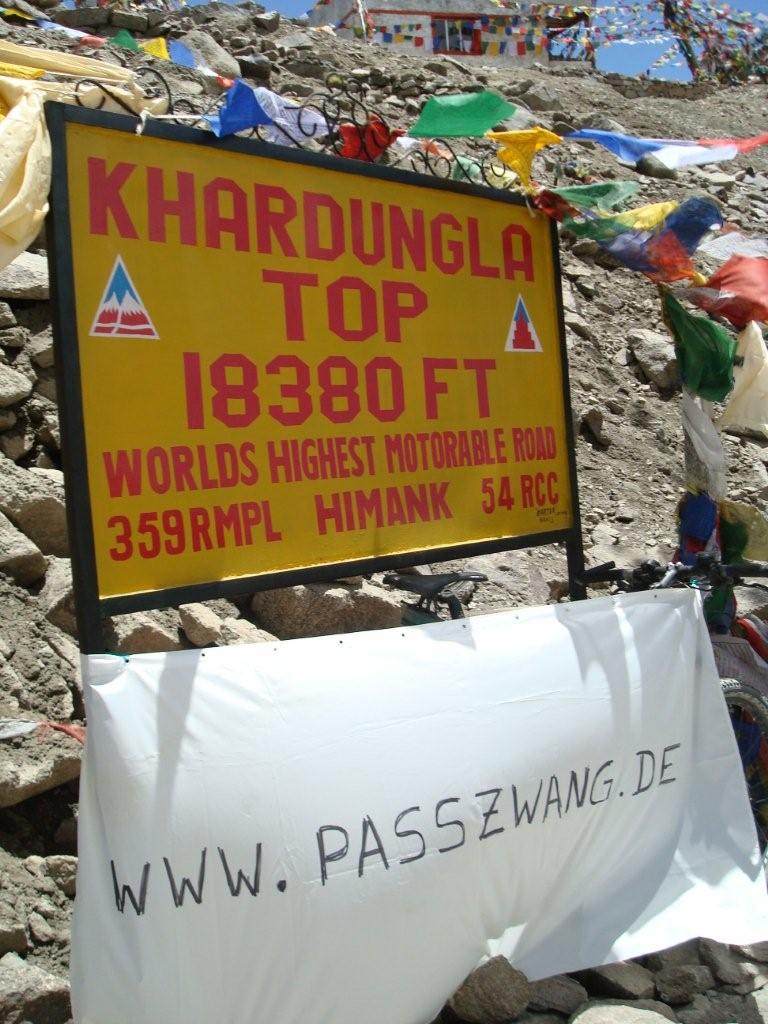 KHARDUNGLA
TOP
18380 FT
WORLDS HIGHEST MOTORABLE ROAD
359RMPL HIMANK 54 RCC
WWW.PASSZWANG.DE